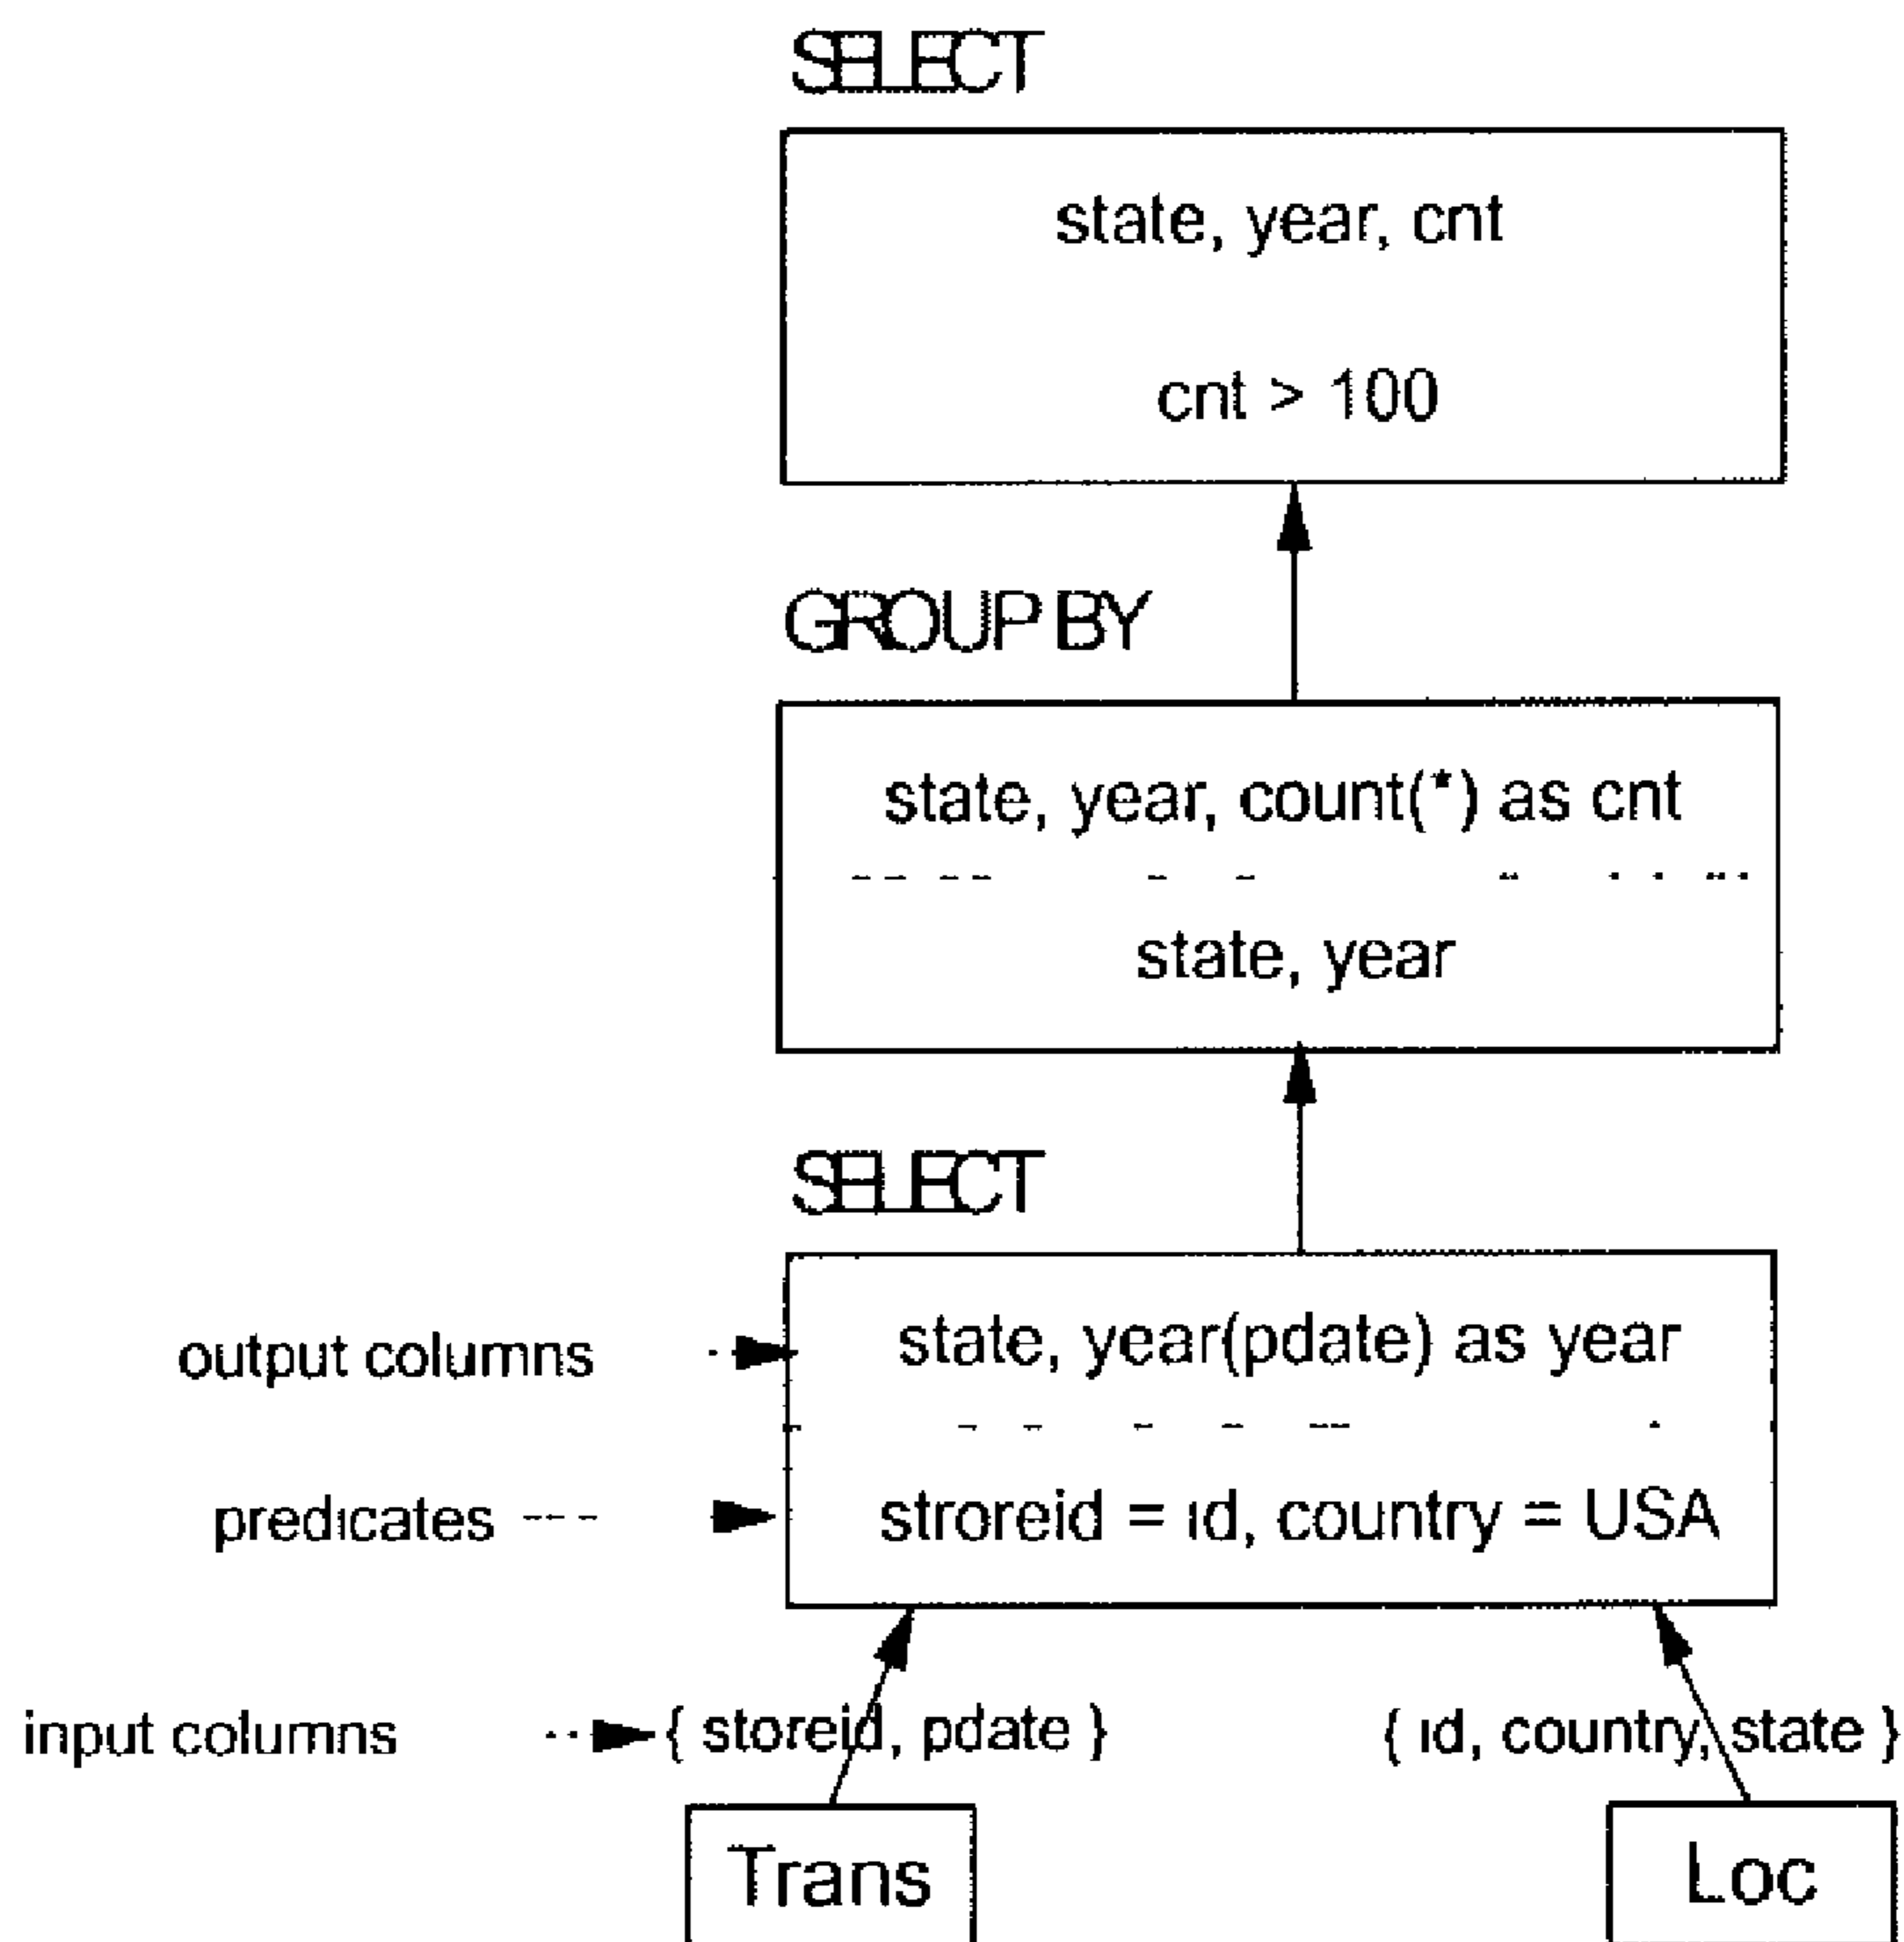 SELECT
state, year, cnt
cnt > 100
GROUP BY
state, year, count(*) as cnt
state, year
SELECT
output columns
state, year(pdate) as year
predicates
stroreid = id, country = USA
input columns
{ storeid, pdate }
{ id, country, state }
Trans
Loc